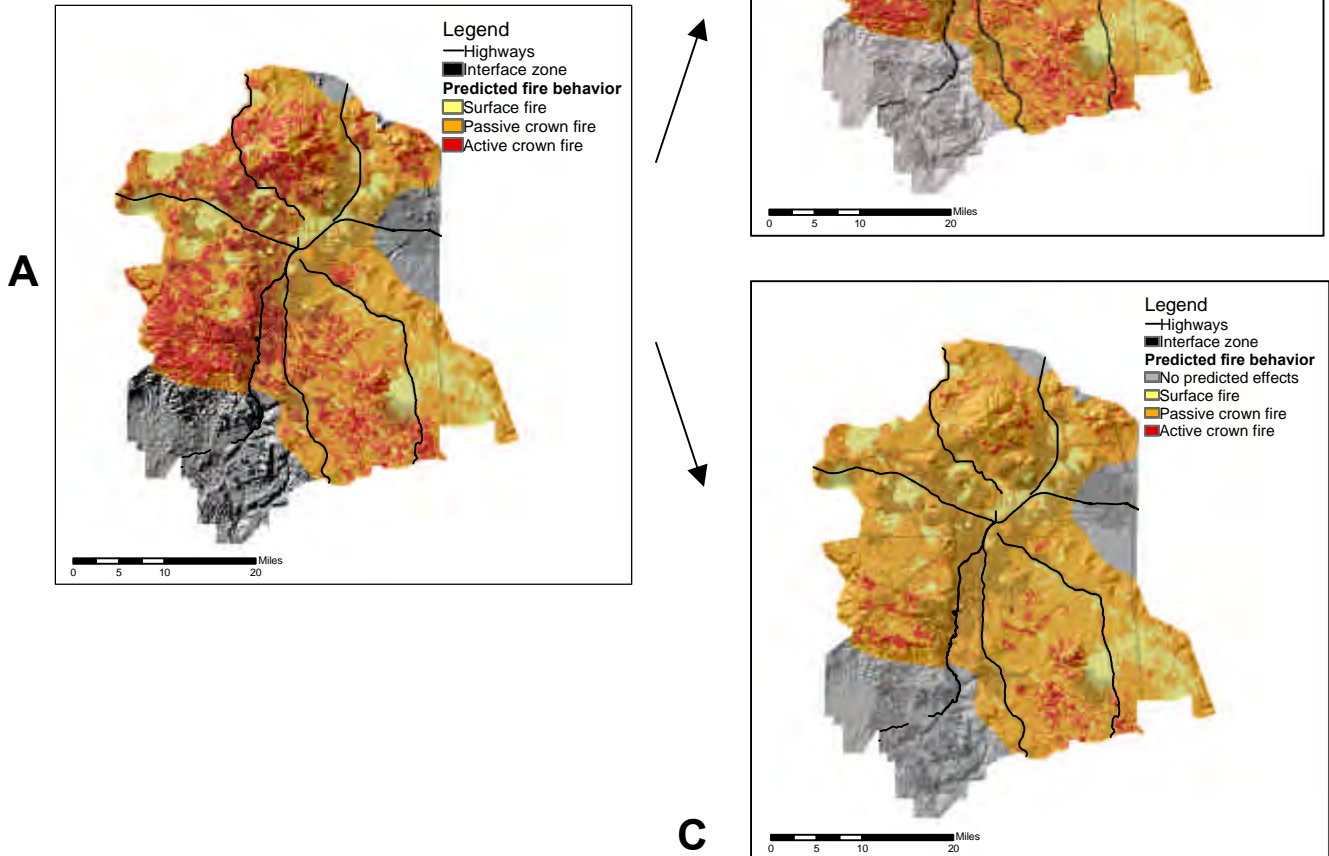 Legend
Highways
Interface zone
Predicted fire behavior
Surface fire
Passive crown fire
Active crown fire
A
Miles
0 5 10 20
Miles
0 5 10 20
Legend
Highways
Interface zone
Predicted fire behavior
No predicted effects
Surface fire
Passive crown fire
Active crown fire
C
Miles
0 5 10 20